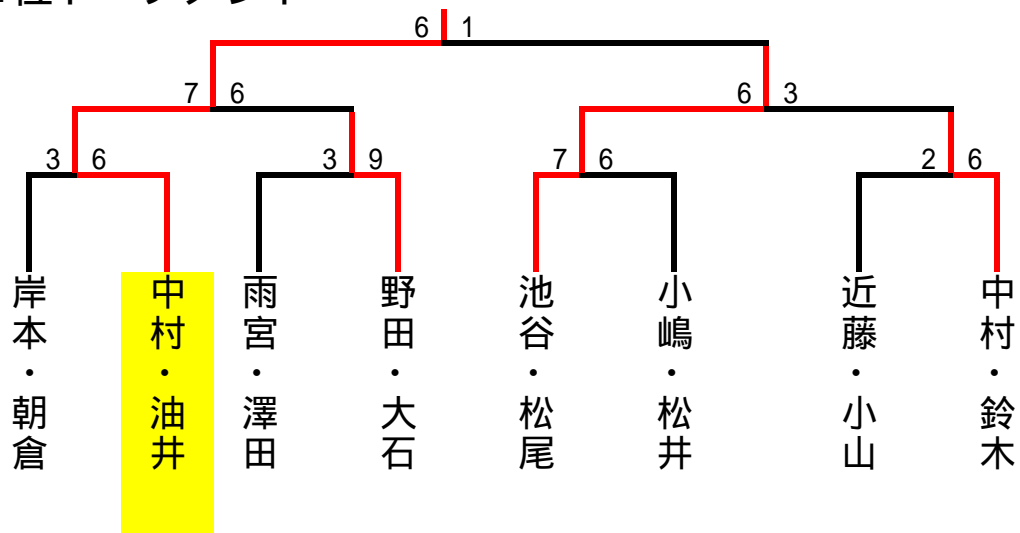 6 1
7 6
6 3
3 6
3 9
7 6
2 6
岸本・朝倉
中村・油井
雨宮・澤田
野田・大石
池谷・松尾
小嶋・松井
近藤・小山
中村・鈴木